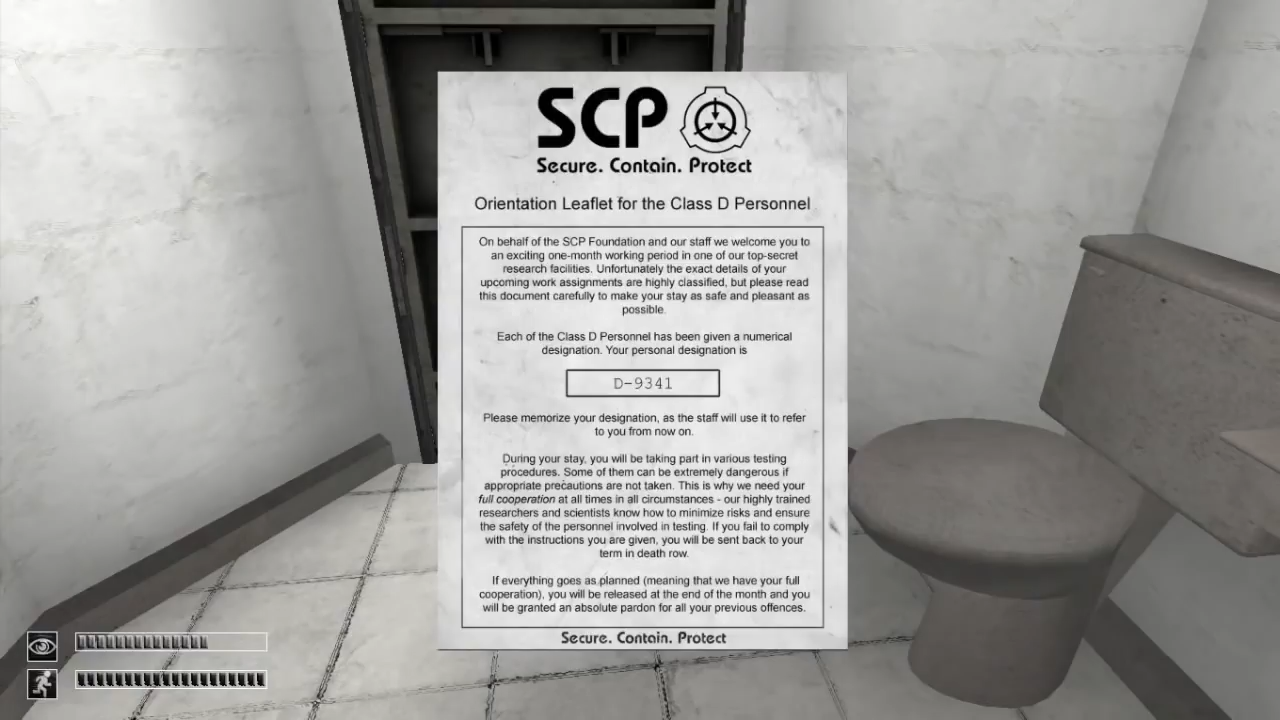 SCP
Secure. Contain. Protect
Orientation Leaflet for the Class D Personnel
On behalf of the SCP Foundation and our staff we welcome you to
an exciting one-month working period in one of our top-secret
research facilities. Unfortunately the exact details of your
upcoming work assignments are highly classified, but please read
this document carefully to make your stay as safe and pleasant as
possible.
Each of the Class D Personnel has been given a numerical
designation. Your personal designation is
D-9341
Please memorize your designation, as the staff will use it to refer
to you from now on.
During your stay, you will be taking part in various testing
procedures. Some of them can be extremely dangerous if
appropriate precautions are not taken. This is why we need your
full cooperation at all times in all circumstances - our highly trained
researchers and scientists know how to minimize risks and ensure
the safety of the personnel involved in testing. If you fail to comply
with the instructions you are given, you will be sent back to your
term in death row.
If everything goes as planned (meaning that we have your full
cooperation), you will be released at the end of the month and you
will be granted an absolute pardon for all your previous offences.
Secure. Contain. Protect